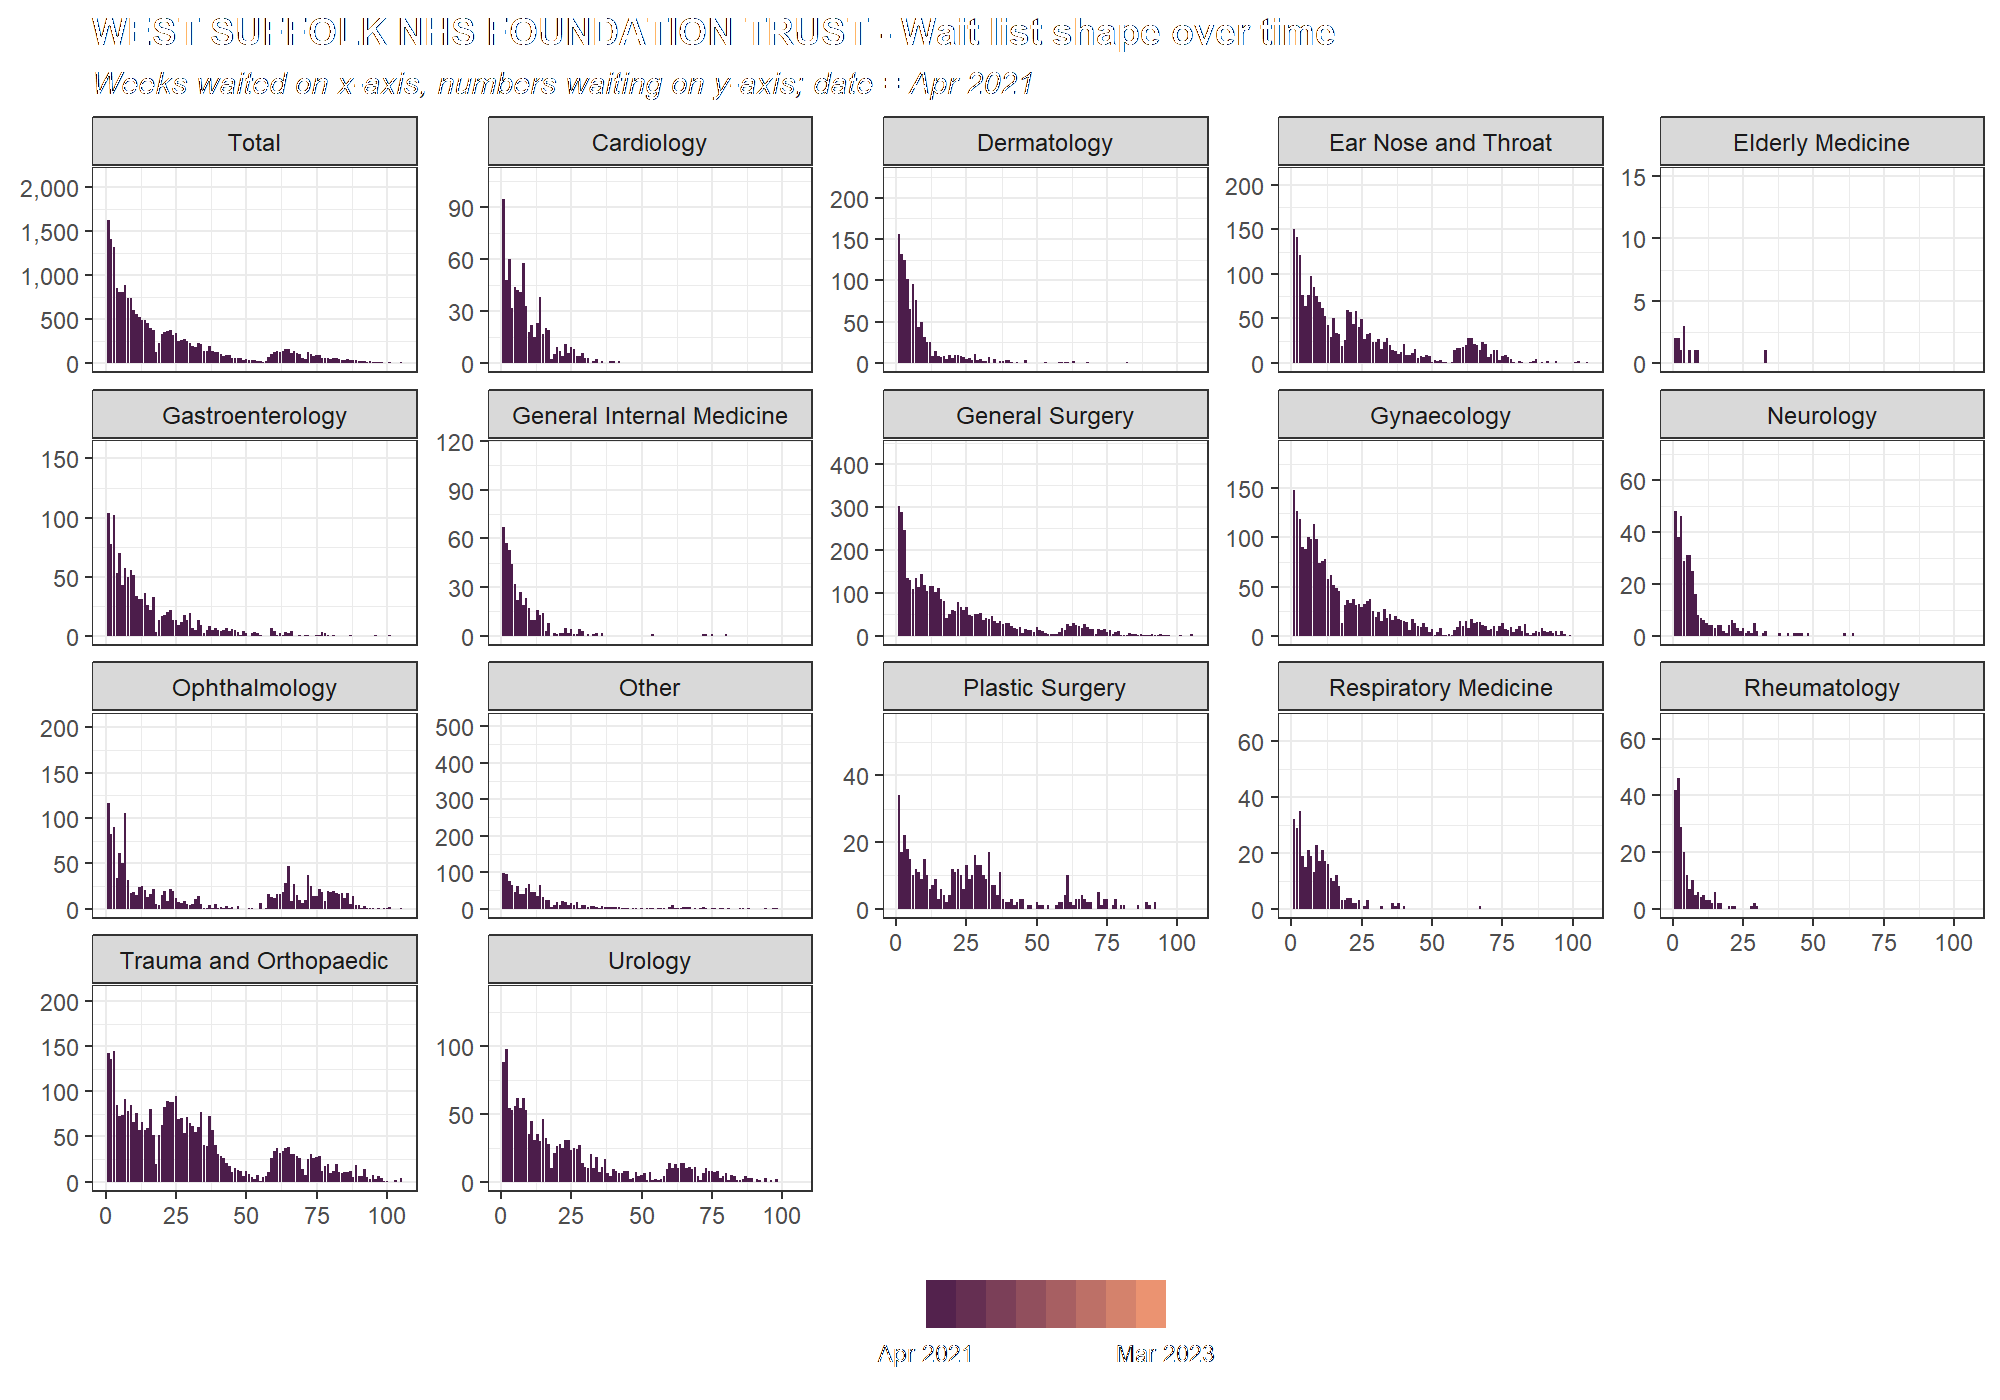 WEST SUFFOLK NHS FOUNDATION TRUST - Wait list shape over time
Weeks waited on x-axis, numbers waiting on y-axis; date = Apr 2021
Total
Cardiology
Dermatology
Ear Nose and Throat
Elderly Medicine
2,000
1,500
1,000
500
0
90
60
30
0
200
150
100
50
0
200
150
100
50
0
15
10
5
0
Gastroenterology
General Internal Medicine
General Surgery
Gynaecology
Neurology
150
100
50
0
120
90
60
30
0
400
300
200
100
0
150
100
50
0
60
40
20
0
Ophthalmology
Other
Plastic Surgery
Respiratory Medicine
Rheumatology
200
150
100
50
0
500
400
300
200
100
0
40
20
0
60
40
20
0
60
40
20
0
0 25 50 75 100
0 25 50 75 100
0 25 50 75 100
Trauma and Orthopaedic
Urology
200
150
100
50
0
100
50
0
0 25 50 75 100
0 25 50 75 100
Apr 2021
Mar 2023